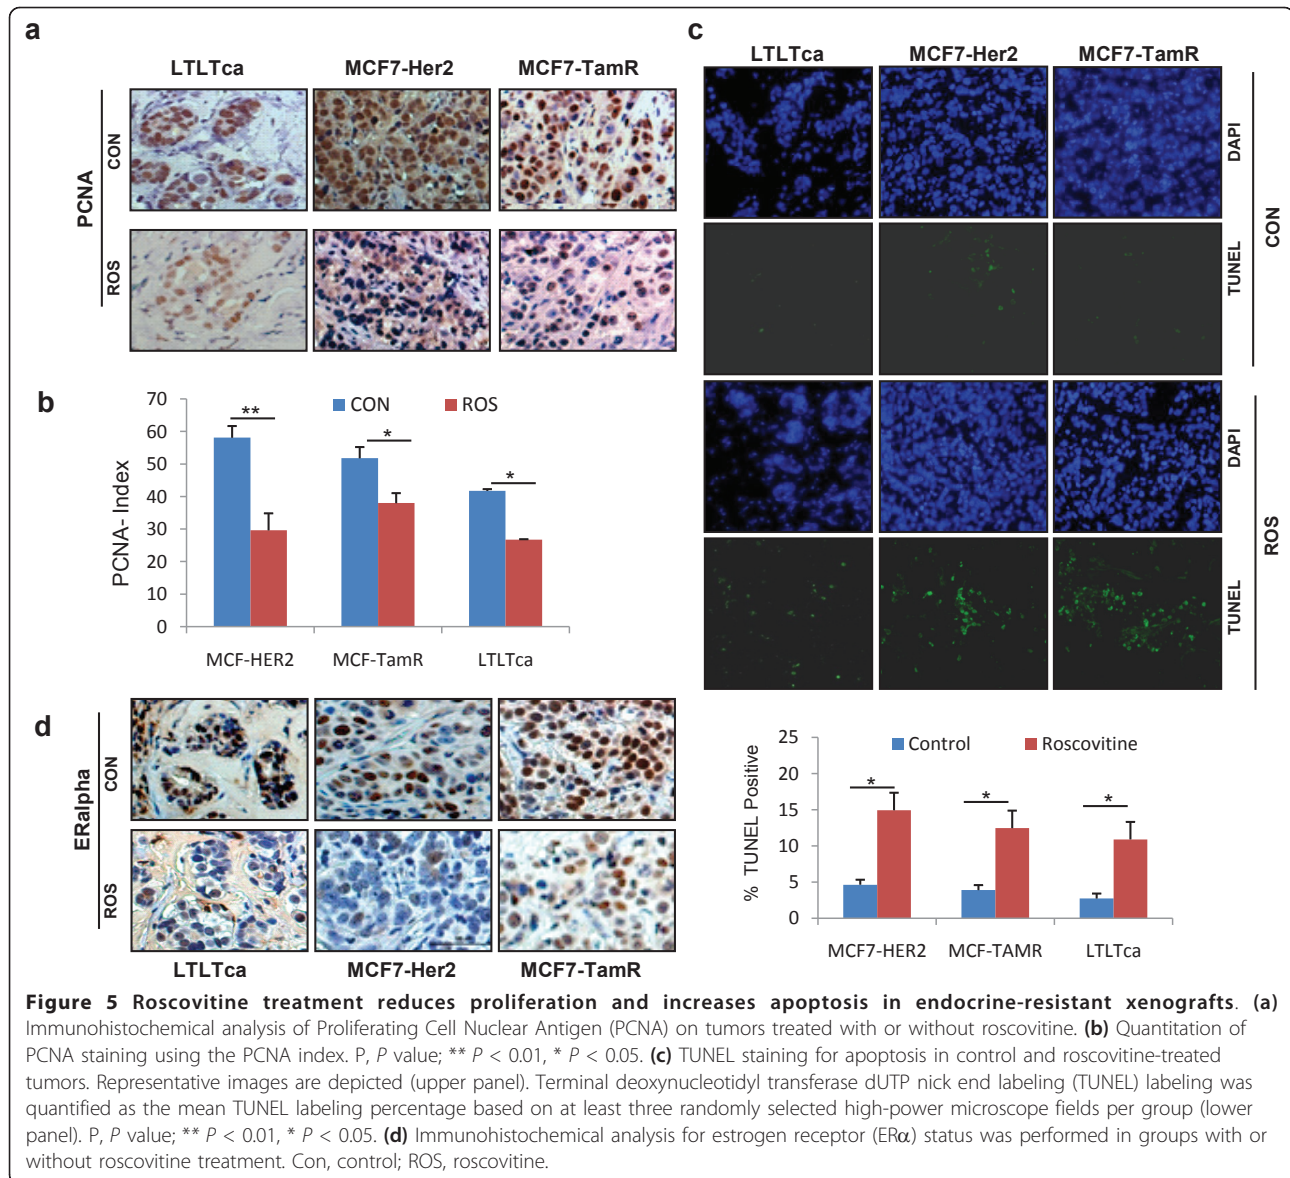 a
LTLTca
MCF7-Her2
MCF7-TamR
PCNA
CON
ROS
b
70
60
50
40
30
20
10
0
PCNA- Index
CON
ROS
**
*
*
MCF-HER2
MCF-TamR
LTLTca
c
LTLTca
MCF7-Her2
MCF7-TamR
DAPI
TUNEL
CON
DAPI
TUNEL
ROS
25
20
15
10
5
0
% TUNEL Positive
Control
Roscovitine
*
*
*
MCF7-HER2
MCF-TAMR
LTLTca
d
ERalpha
CON
ROS
LTLTca
MCF7-Her2
MCF7-TamR
Figure 5 Roscovitine treatment reduces proliferation and increases apoptosis in endocrine-resistant xenografts. (a)
Immunohistochemical analysis of Proliferating Cell Nuclear Antigen (PCNA) on tumors treated with or without roscovitine. (b) Quantitation of
PCNA staining using the PCNA index. P, P value; ** P < 0.01, * P < 0.05. (c) TUNEL staining for apoptosis in control and roscovitine-treated
tumors. Representative images are depicted (upper panel). Terminal deoxynucleotidyl transferase dUTP nick end labeling (TUNEL) labeling was
quantified as the mean TUNEL labeling percentage based on at least three randomly selected high-power microscope fields per group (lower
panel). P, P value; ** P < 0.01, * P < 0.05. (d) Immunohistochemical analysis for estrogen receptor (ERα) status was performed in groups with or
without roscovitine treatment. Con, control; ROS, roscovitine.